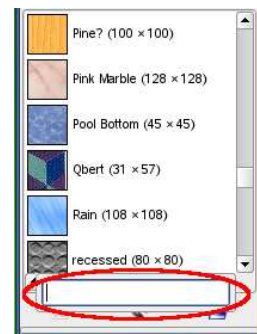 Pine? (100 × 100)
Pink Marble (128 × 128)
Pool Bottom (45 × 45)
Qbert (31 × 57)
Rain (108 × 108)
recessed (80 × 80)